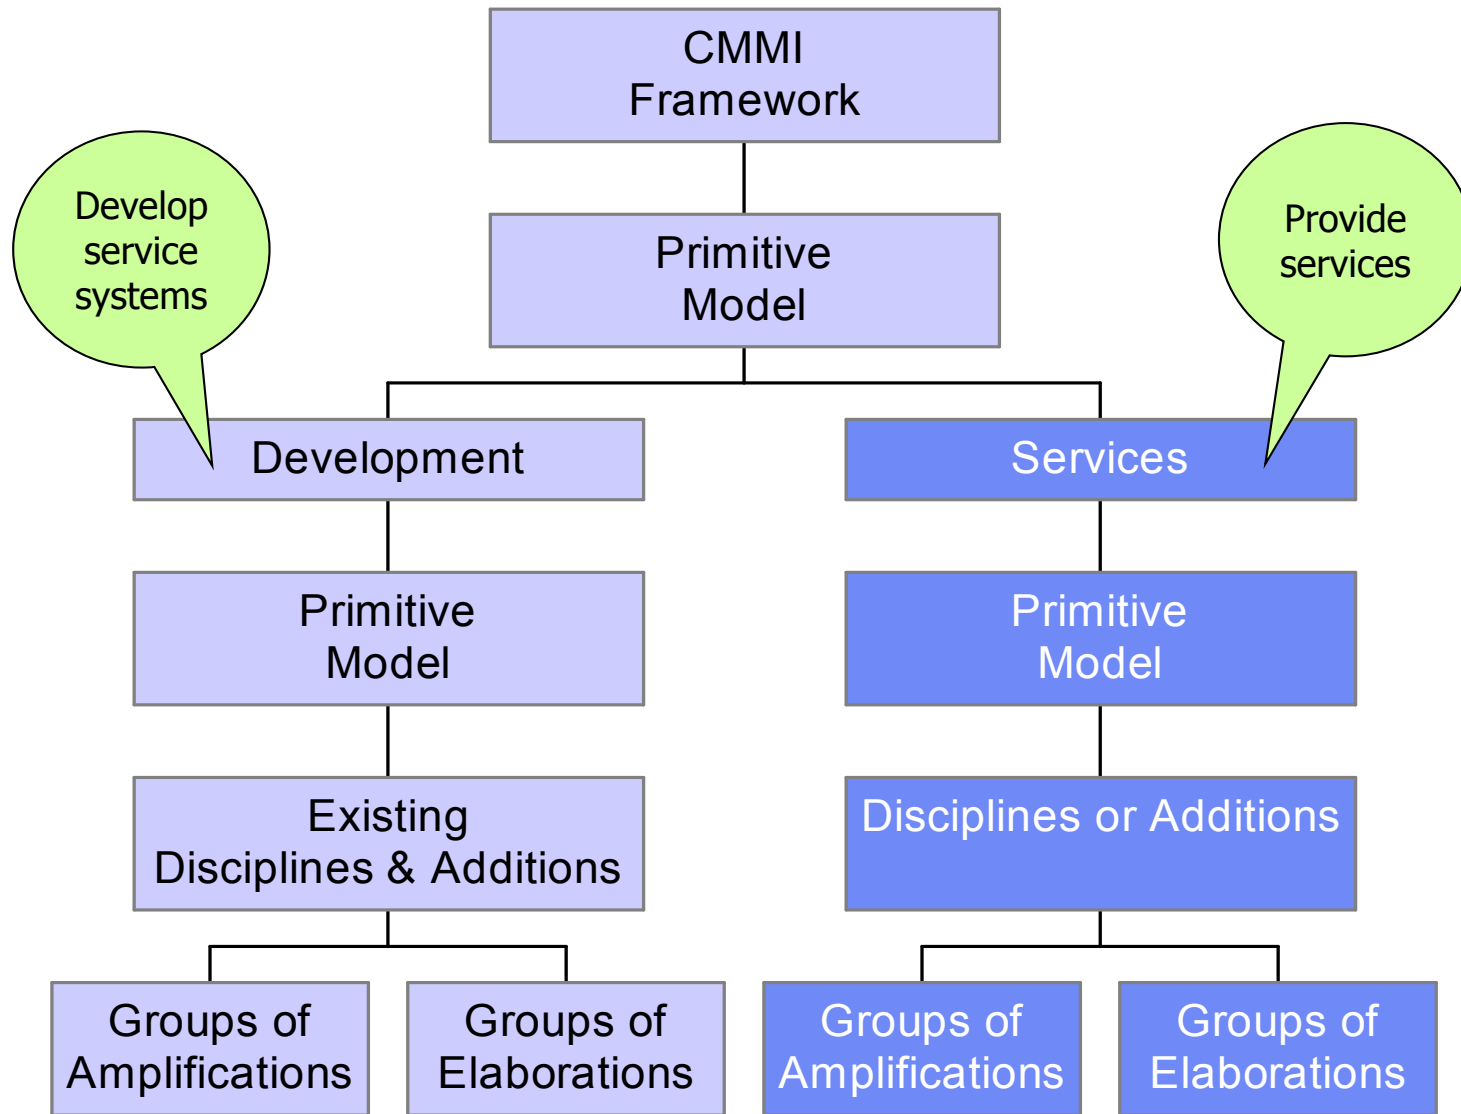 CMMI
Framework
Develop
service
systems
Provide
services
Primitive
Model
Development
Services
Primitive
Model
Primitive
Model
Existing
Disciplines & Additions
Disciplines or Additions
Groups of
Amplifications
Groups of
Elaborations
Groups of
Amplifications
Groups of
Elaborations